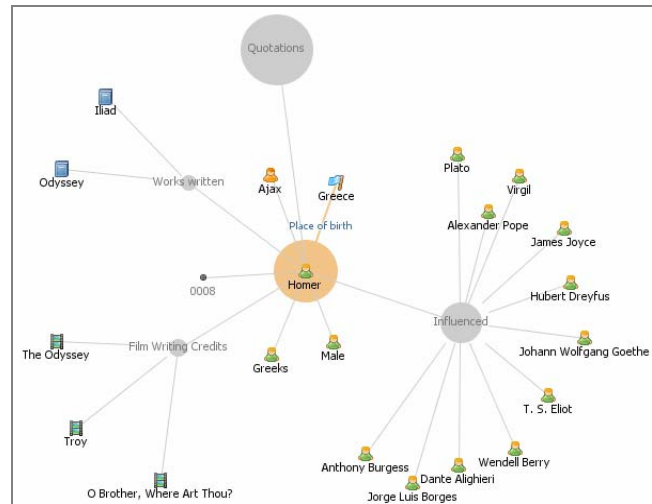 Quotations
Iliad
Odyssey
Works written
Ajax
Greece
Plato
Virgil
Alexander Pope
James Joyce
Place of birth
0008
Homer
Hubert Dreyfus
Influenced
The Odyssey
Film Writing Credits
Greeks
Male
Johann Wolfgang Goethe
T. S. Eliot
Troy
Anthony Burgess
Wendell Berry
Dante Alighieri
O Brother, Where Art Thou?
Jorge Luis Borges